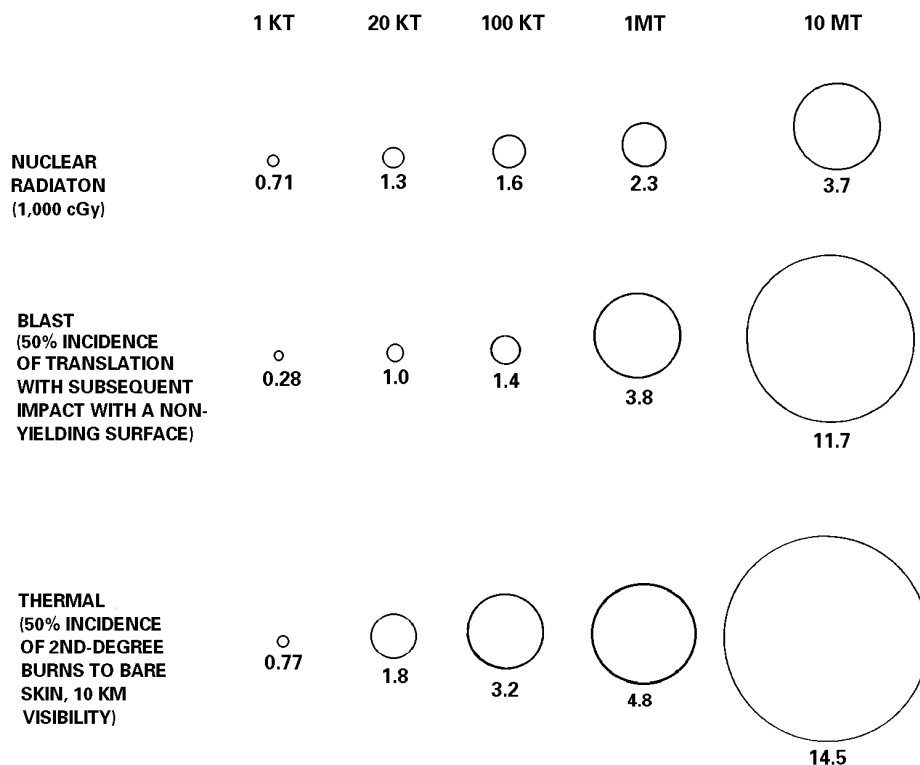 1 KT 20 KT 100 KT 1MT 10 MT
NUCLEAR
RADIATON
(1,000 cGy)
0.71 1.3 1.6 2.3 3.7
BLAST
(50% INCIDENCE
OF TRANSLATION
WITH SUBSEQUENT
IMPACT WITH A NON-
YIELDING SURFACE)
0.28 1.0 1.4 3.8 11.7
THERMAL
(50% INCIDENCE
OF 2ND-DEGREE
BURNS TO BARE
SKIN, 10 KM
VISIBILITY)
0.77 1.8 3.2 4.8 14.5